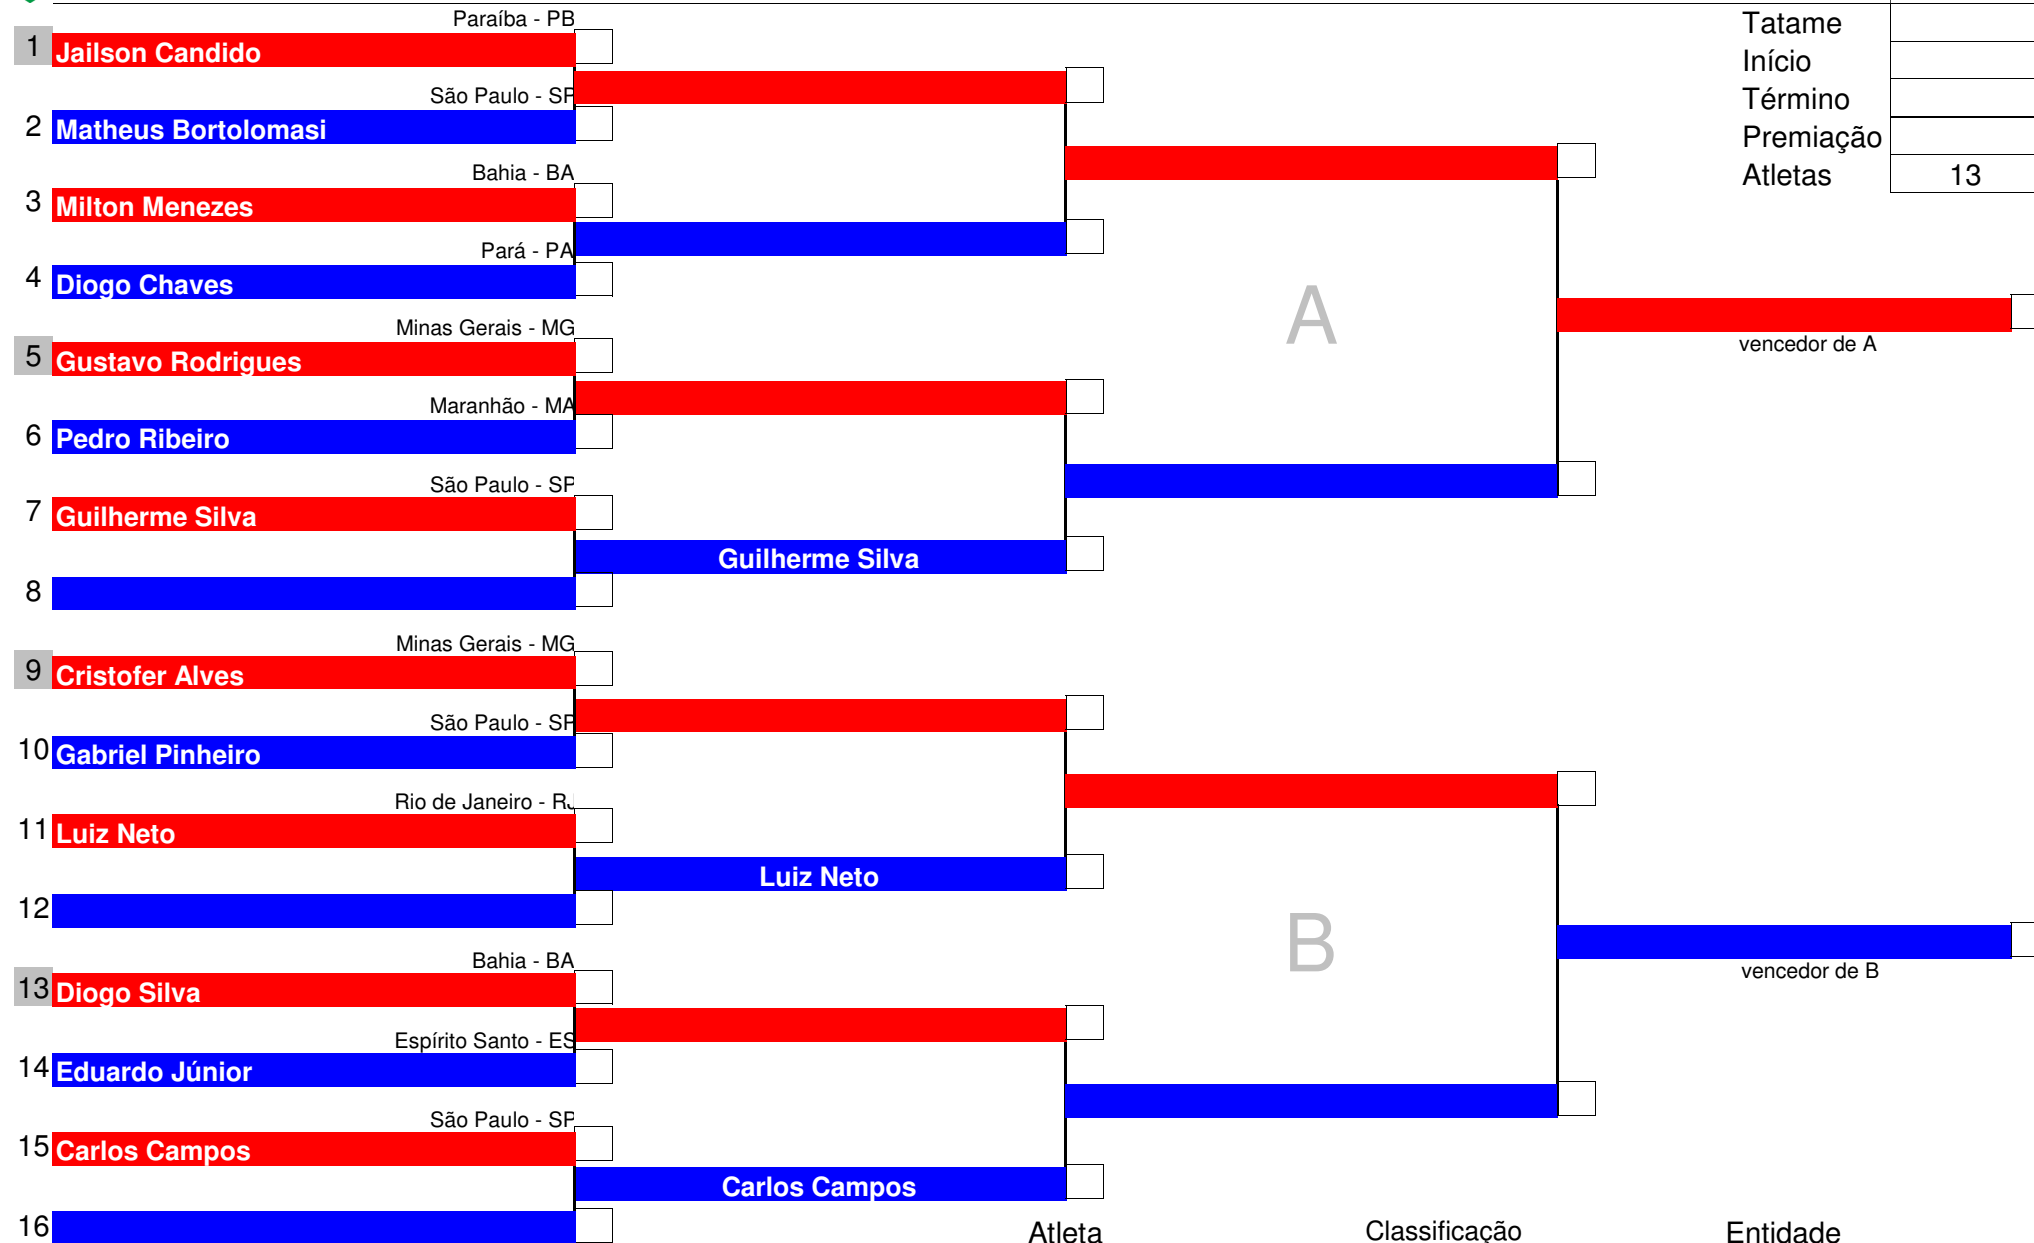 Paraíba - PB
1 Jailson Candido
São Paulo - SP
2 Matheus Bortolomasi
Bahia - BA
3 Milton Menezes
Pará - PA
4 Diogo Chaves
Minas Gerais - MG
5 Gustavo Rodrigues
Maranhão - MA
6 Pedro Ribeiro
São Paulo - SP
7 Guilherme Silva
Guilherme Silva
8
Minas Gerais - MG
9 Cristofer Alves
São Paulo - SP
10 Gabriel Pinheiro
Rio de Janeiro - RJ
11 Luiz Neto
Luiz Neto
12
Bahia - BA
13 Diogo Silva
Espírito Santo - ES
14 Eduardo Júnior
São Paulo - SP
15 Carlos Campos
Carlos Campos
16
A
B
vencedor de A
vencedor de B
Tatame
Início
Término
Premiação
Atletas 13
Atleta Classificação Entidade